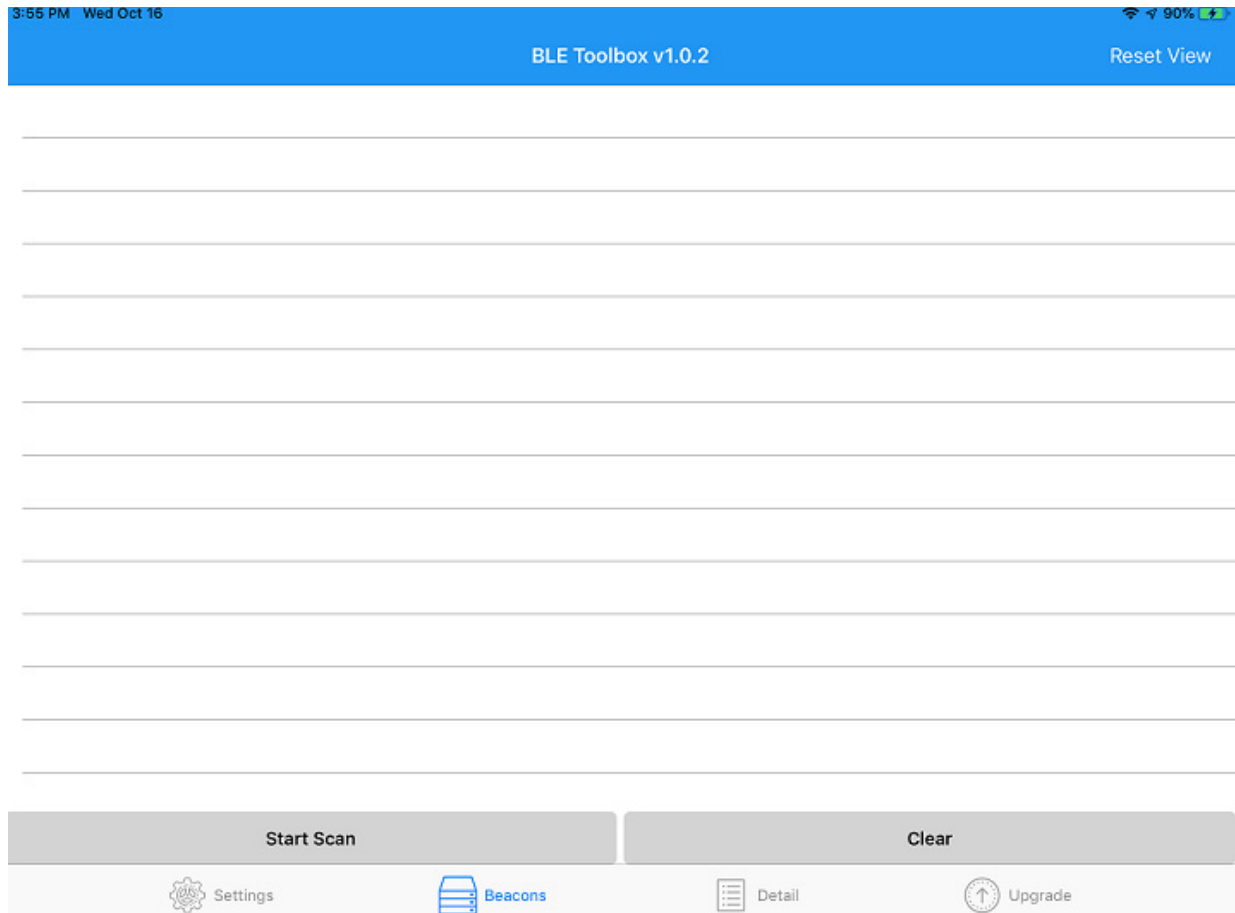 3:55 PM Wed Oct 16 90%
BLE Toolbox v1.0.2 Reset View
Start Scan Clear
Settings Beacons Detail Upgrade